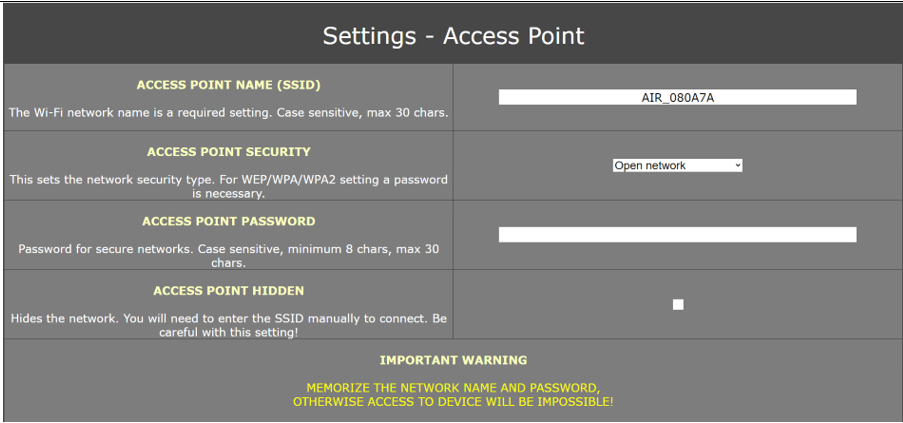 Settings - Access Point
ACCESS POINT NAME (SSID)
The Wi-Fi network name is a required setting. Case sensitive, max 30 chars.
AIR_080A7A
ACCESS POINT SECURITY
This sets the network security type. For WEP/WPA/WPA2 setting a password
is necessary.
Open network
ACCESS POINT PASSWORD
Password for secure networks. Case sensitive, minimum 8 chars, max 30
chars.
ACCESS POINT HIDDEN
Hides the network. You will need to enter the SSID manually to connect. Be
careful with this setting!
IMPORTANT WARNING
MEMORIZE THE NETWORK NAME AND PASSWORD,
OTHERWISE ACCESS TO DEVICE WILL BE IMPOSSIBLE!